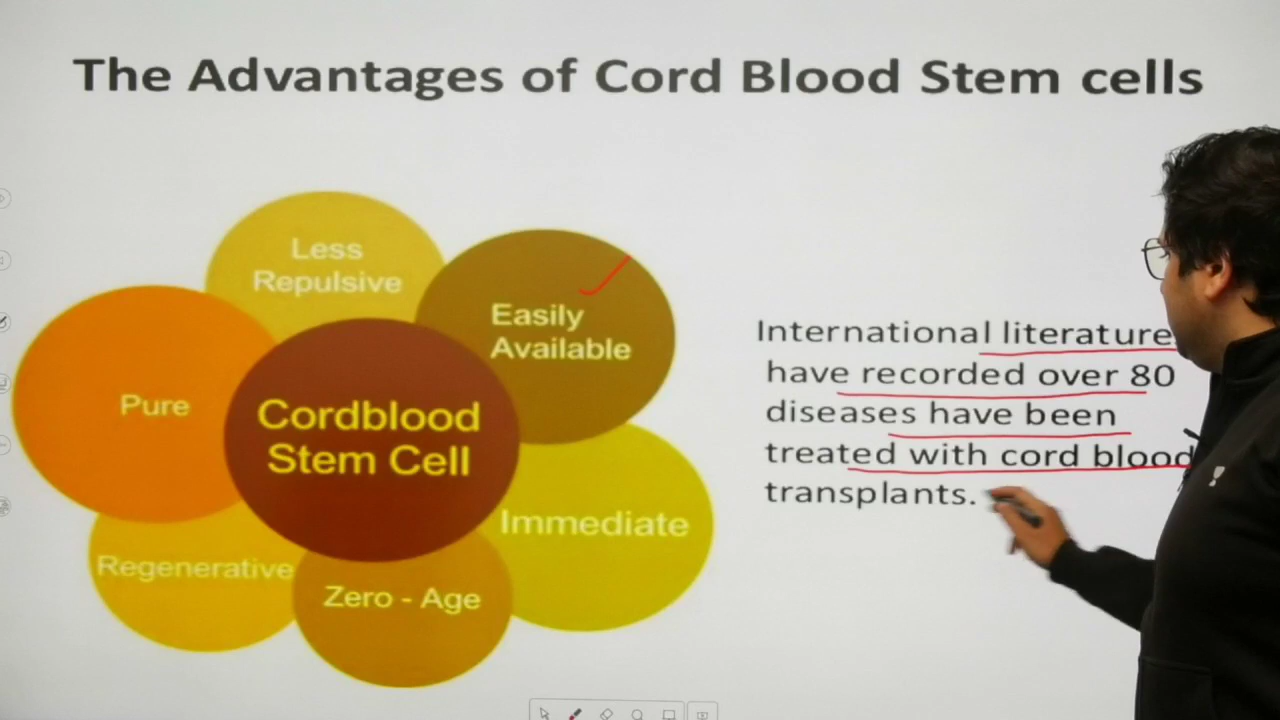 The Advantages of Cord Blood Stem cells
Less
Repulsive
Easily
Available
Pure
Cordblood
Stem Cell
Immediate
Regenerative
Zero - Age
International literature
have recorded over 80
diseases have been
treated with cord blood
transplants.